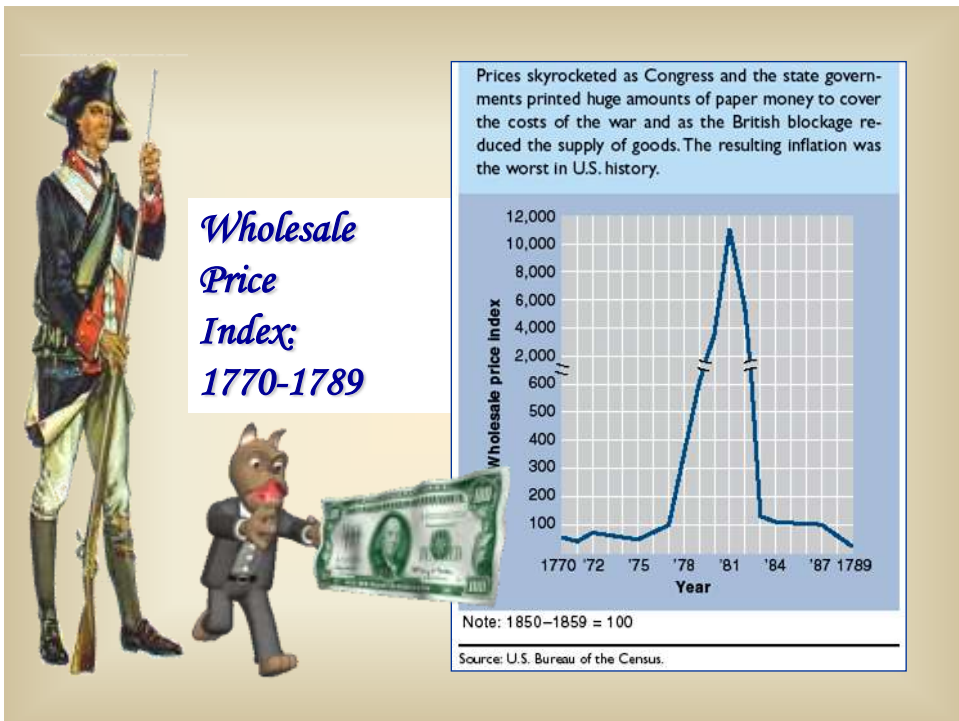 Wholesale
Price
Index:
1770-1789
Prices skyrocketed as Congress and the state govern-
ments printed huge amounts of paper money to cover
the costs of the war and as the British blockage re-
duced the supply of goods. The resulting inflation was
the worst in U.S. history.
Wholesale price index
12,000
10,000
8,000
6,000
4,000
2,000
600
500
400
300
200
100
1770 '72 '75 '78 '81 '84 '87 1789
Year
Note: 1850–1859 = 100
Source: U.S. Bureau of the Census.